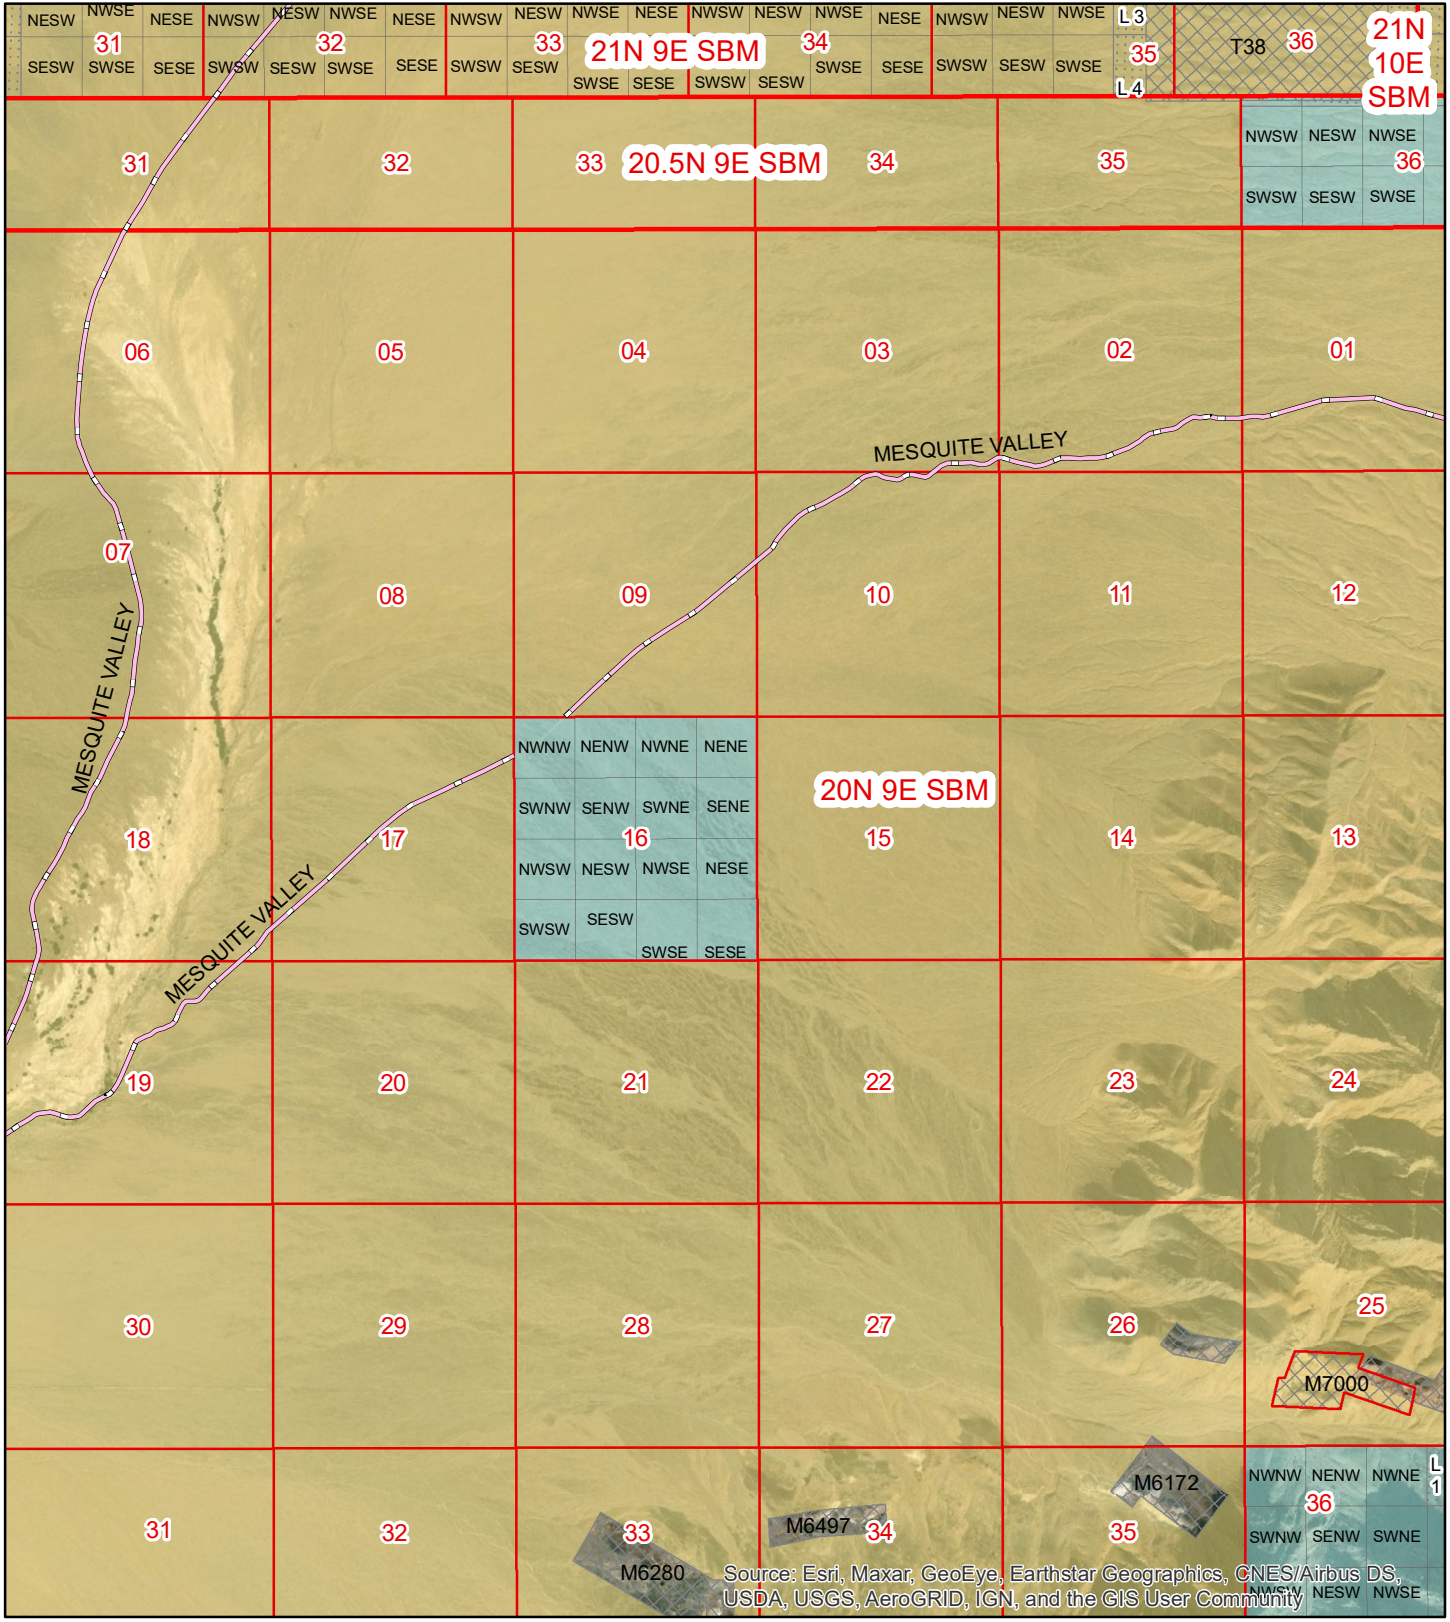 NESW NWSE NESE NWSW NESW NWSE NESE NWSW NESW NWSE NESE NWSW NESW NWSE NESE NWSW NESW NWSE L 3
31 32 33 21N 9E SBM 34 35 T38 36 21N
10E
SBM
SESW SWSE SESE SWSW SESW SWSE SESE SWSW SESW SWSE SESE SWSW SESW SWSE SESE SWSW SESW SWSE L 4
31 32 33 20.5N 9E SBM 34 35 36
NWSW NESW NWSE
SWSW SESW SWSE
06 05 04 03 02 01
MESQUITE VALLEY
07 08 09 10 11 12
MESQUITE VALLEY
NWNW NENW NWNE NENE
20N 9E SBM
SWNW SENW SWNE SENE
18 17 16 15 14 13
NWSW NESW NWSE NESE
MESQUITE VALLEY
SWSW SESW SWSE SESE
19 20 21 22 23 24
30 29 28 27 26 25
M7000
NWNW NENW NWNE L
1
M6172
36
31 32 33 M6497 34 35
SWNW SENW SWNE
M6280
NWSW NESW NWSE
Source: Esri, Maxar, GeoEye, Earthstar Geographics, CNES/Airbus DS,
USDA, USGS, AeroGRID, IGN, and the GIS User Community